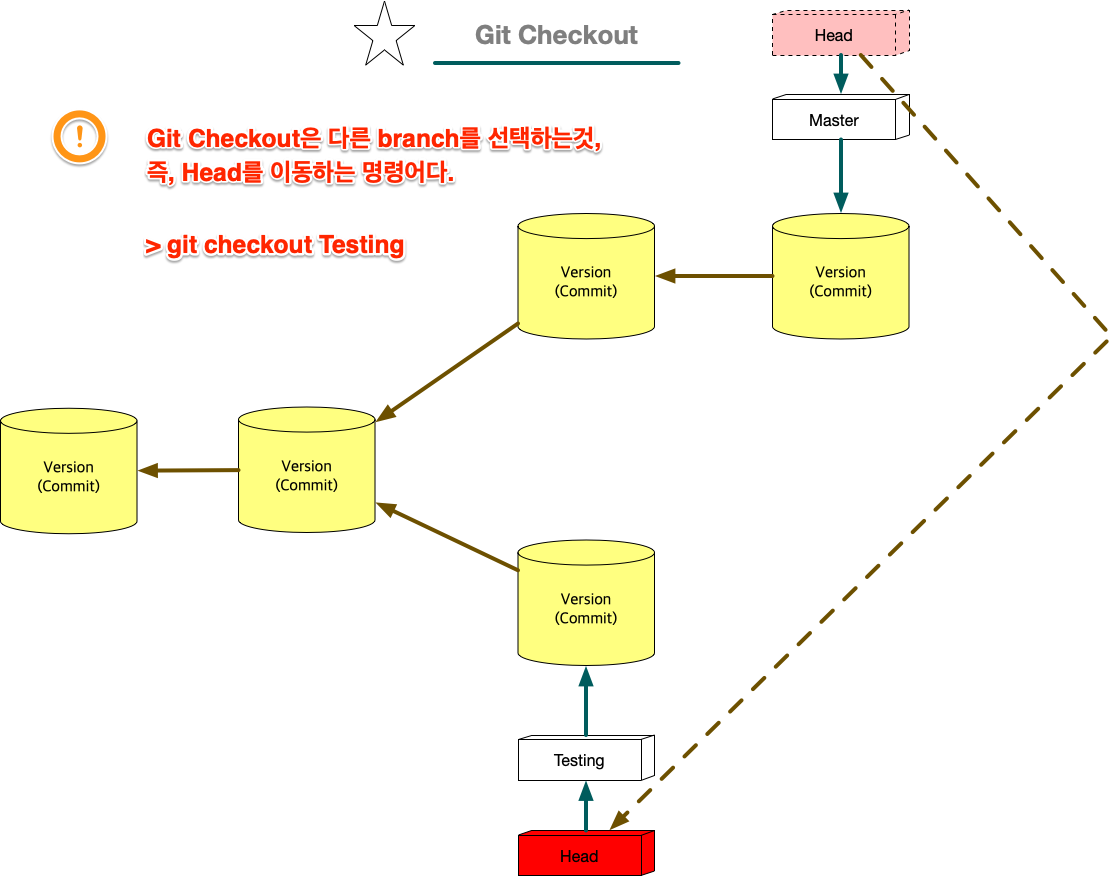 Git Checkout
Head
Master
!
Git Checkout은 다른 branch를 선택하는것,
즉, Head를 이동하는 명령어다.
> git checkout Testing
Version
(Commit)
Version
(Commit)
Version
(Commit)
Version
(Commit)
Version
(Commit)
Testing
Head